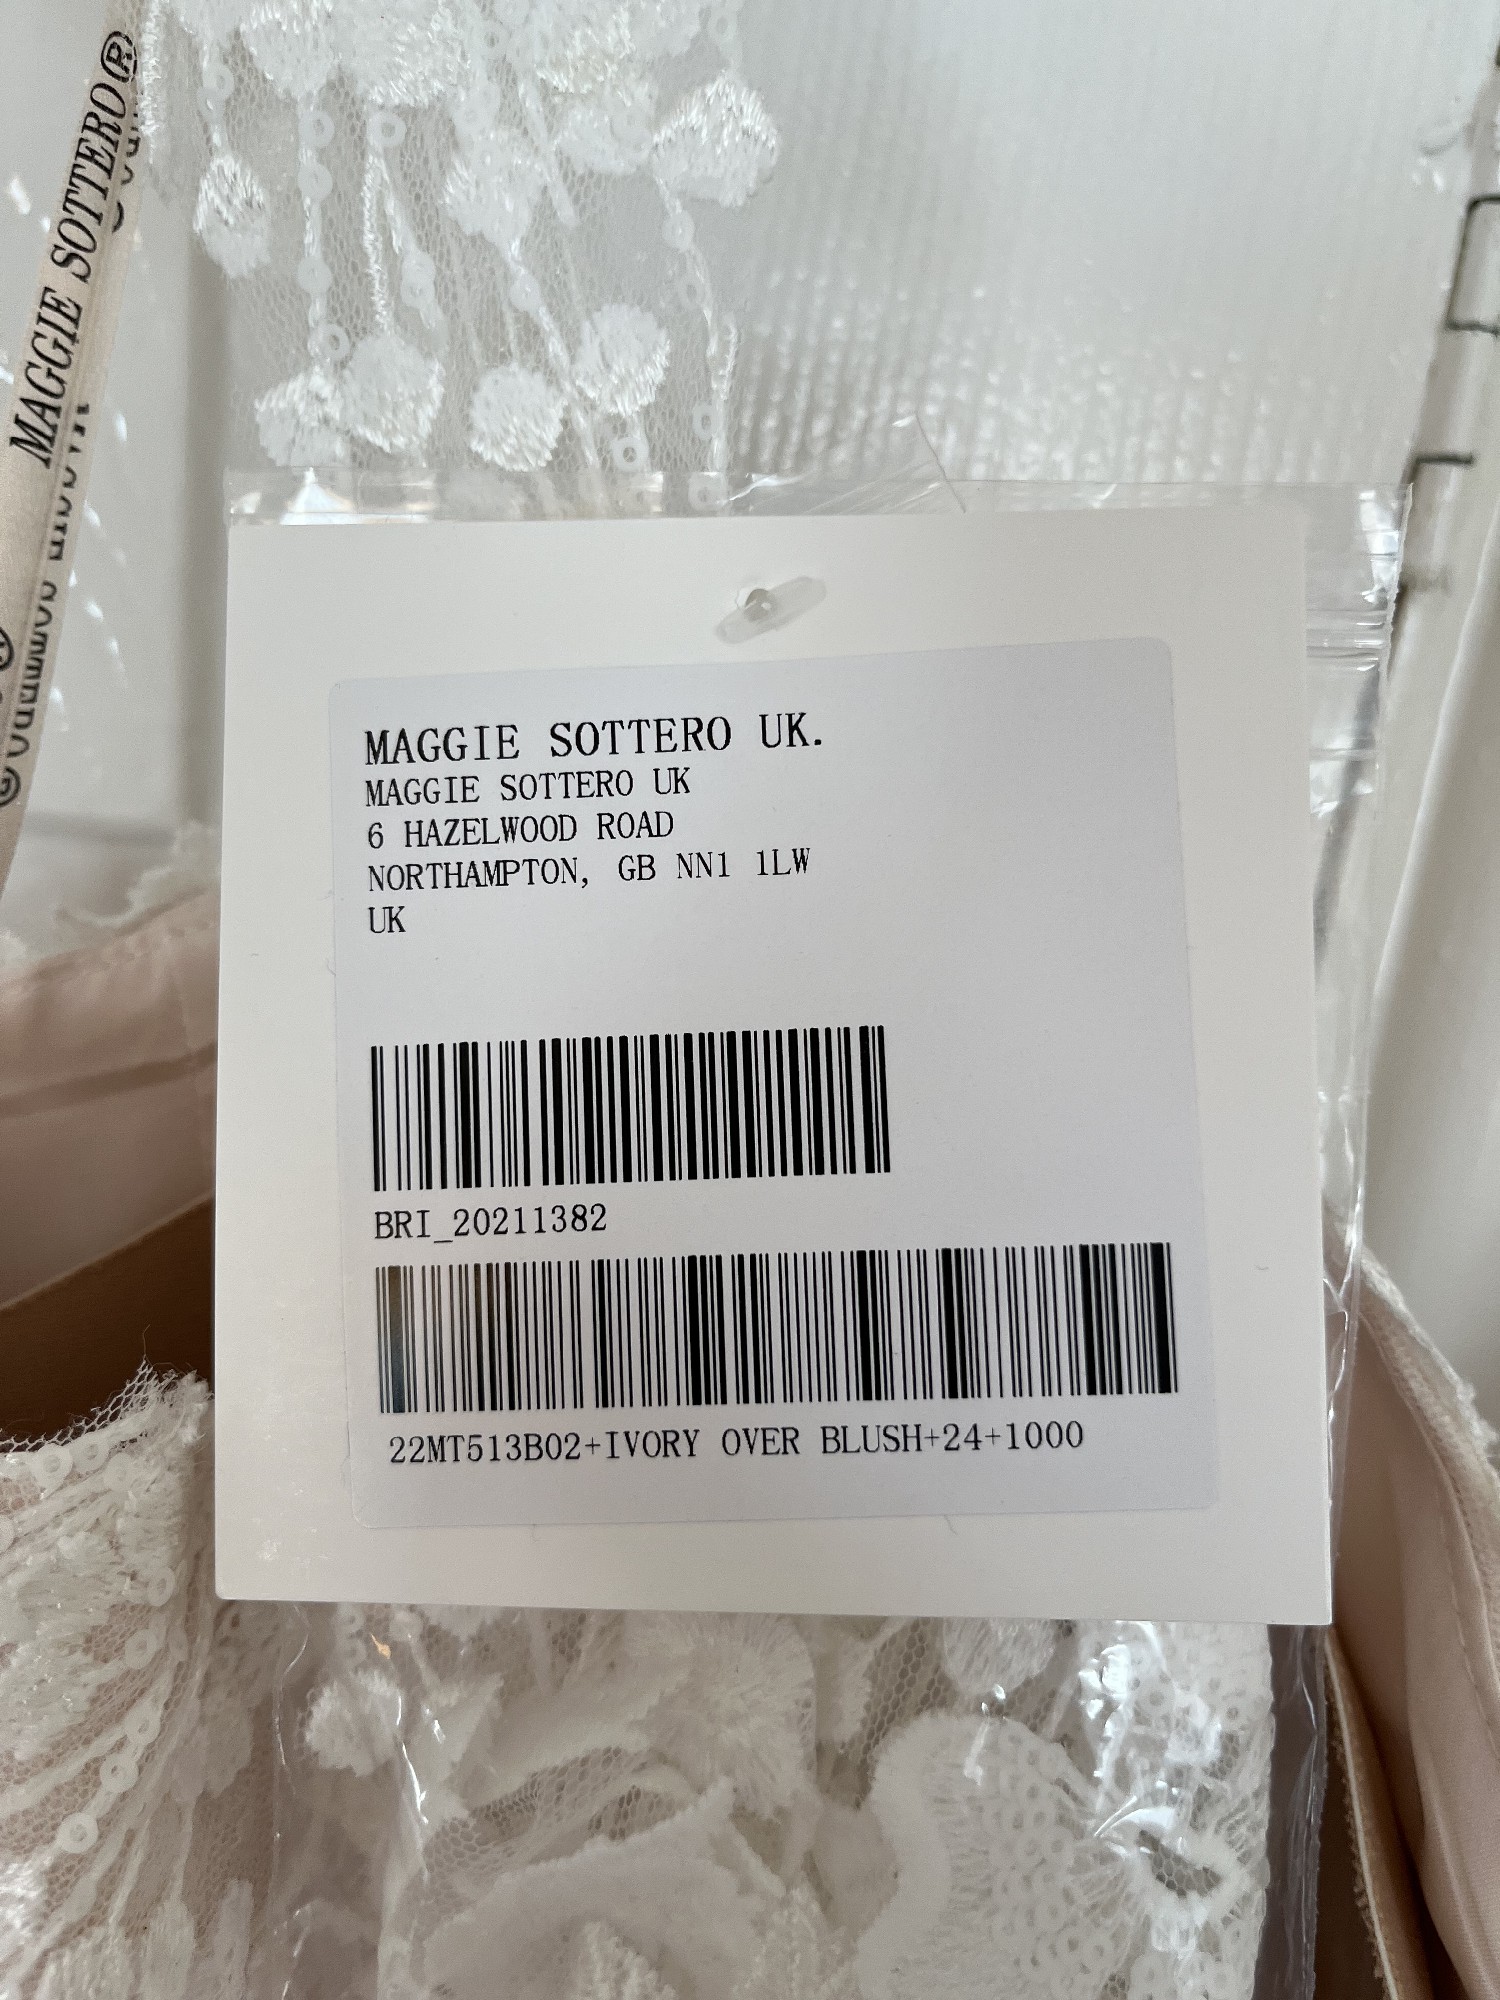 MAGGIE SOTTERO®
MAGGIE SOTTERO UK.
MAGGIE SOTTERO UK
6 HAZELWOOD ROAD
NORTHAMPTON, GB NN1 1LW
UK
BRI_20211382
22MT513B02+IVORY OVER BLUSH+24+1000